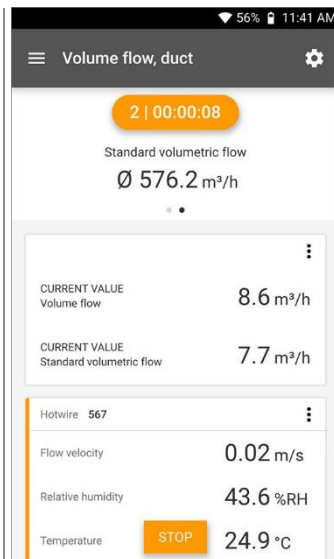 56% 11:41 AM
Volume flow, duct
2 | 00:00:08
Standard volumetric flow
Ø 576.2 m³/h
CURRENT VALUE
Volume flow
8.6 m³/h
CURRENT VALUE
Standard volumetric flow
7.7 m³/h
Hotwire 567
Flow velocity 0.02 m/s
Relative humidity 43.6 %RH
Temperature STOP 24.9 °C